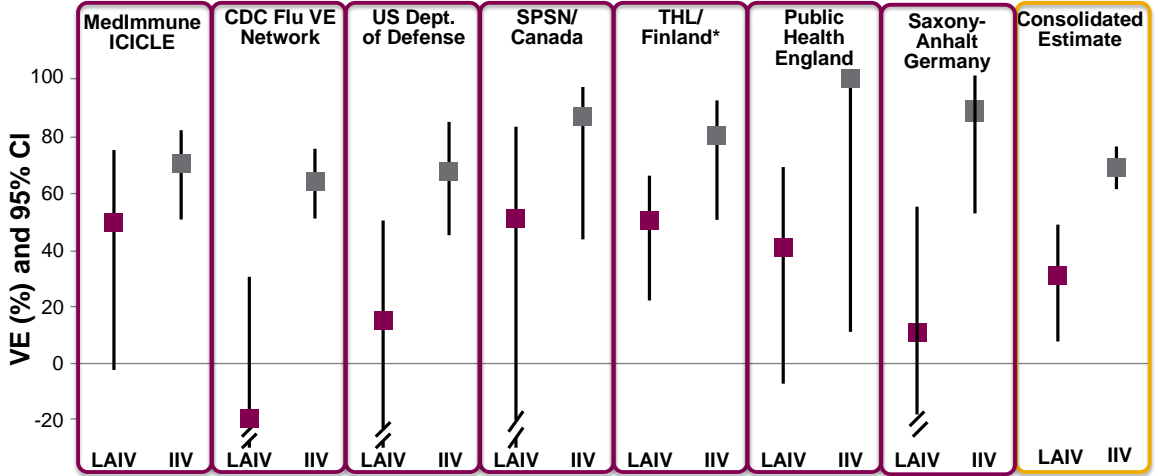 MedImmune
ICICLE
CDC Flu VE
Network
US Dept.
of Defense
SPSN/
Canada
THL/
Finland*
Public
Health
England
Saxony-
Anhalt
Germany
Consolidated
Estimate
VE (%) and 95% CI
100
80
60
40
20
0
-20
LAIV IIV
LAIV IIV
LAIV IIV
LAIV IIV
LAIV IIV
LAIV IIV
LAIV IIV
LAIV IIV